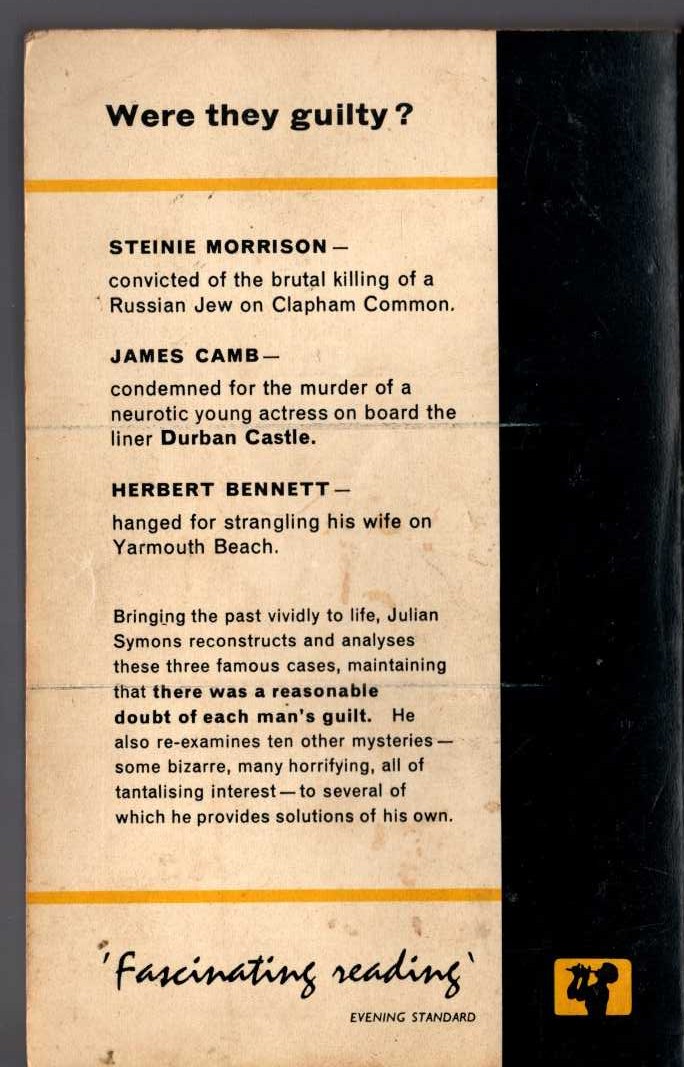 Were they guilty?
STEINIE MORRISON—
convicted of the brutal killing of a
Russian Jew on Clapham Common.
JAMES CAMB—
condemned for the murder of a
neurotic young actress on board the
liner Durban Castle.
HERBERT BENNETT—
hanged for strangling his wife on
Yarmouth Beach.
Bringing the past vividly to life, Julian
Symons reconstructs and analyses
these three famous cases, maintaining
that there was a reasonable
doubt of each man's guilt. He
also re-examines ten other mysteries—
some bizarre, many horrifying, all of
tantalising interest—to several of
which he provides solutions of his own.
'Fascinating reading'
EVENING STANDARD